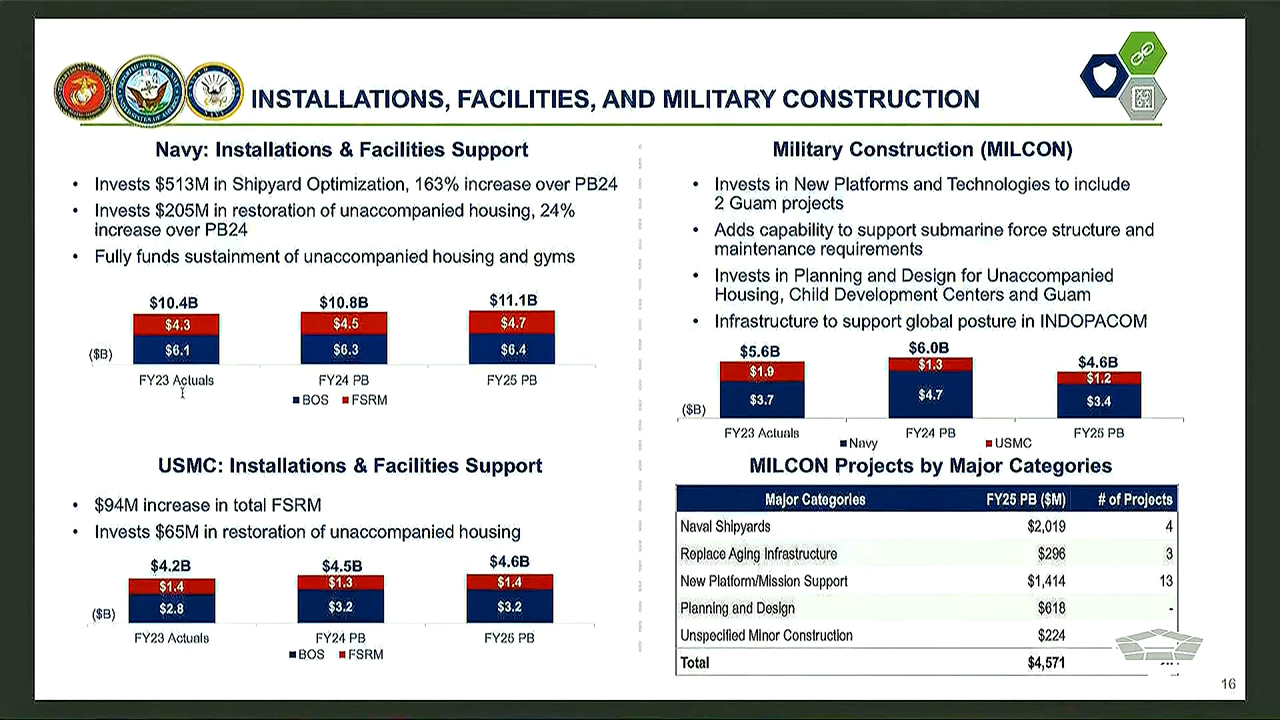 INSTALLATIONS, FACILITIES, AND MILITARY CONSTRUCTION
Navy: Installations & Facilities Support
• Invests $513M in Shipyard Optimization, 163% increase over PB24
• Invests $205M in restoration of unaccompanied housing, 24%
increase over PB24
• Fully funds sustainment of unaccompanied housing and gyms
$10.4B $10.8B $11.1B
$4.3 $4.5 $4.7
($B) $6.1 $6.3 $6.4
FY23 Actuals FY24 PB FY25 PB
BOS FSRM
USMC: Installations & Facilities Support
• $94M increase in total FSRM
• Invests $65M in restoration of unaccompanied housing
$4.2B $4.5B $4.6B
$1.4 $1.3 $1.4
($B) $2.8 $3.2 $3.2
FY23 Actuals FY24 PB FY25 PB
BOS FSRM
Military Construction (MILCON)
• Invests in New Platforms and Technologies to include
2 Guam projects
• Adds capability to support submarine force structure and
maintenance requirements
• Invests in Planning and Design for Unaccompanied
Housing, Child Development Centers and Guam
• Infrastructure to support global posture in INDOPACOM
$5.6B $6.0B $4.6B
$1.9 $1.3 $1.2
($B) $3.7 $4.7 $3.4
FY23 Actuals FY24 PB FY25 PB
Navy USMC
MILCON Projects by Major Categories
Major Categories FY25 PB ($M) # of Projects
Naval Shipyards $2,019 4
Replace Aging Infrastructure $296 3
New Platform/Mission Support $1,414 13
Planning and Design $618 -
Unspecified Minor Construction $224
Total $4,571
16